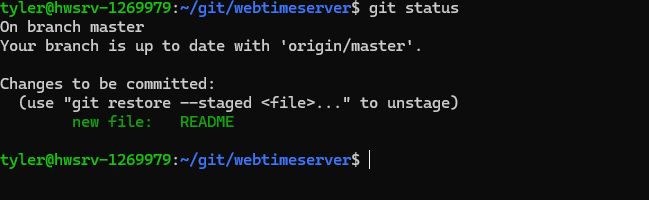 tyler@hwsrv-1269979:~/git/webtimeserver$ git status
On branch master
Your branch is up to date with 'origin/master'.
Changes to be committed:
  (use "git restore --staged <file>..." to unstage)
        new file:   README
tyler@hwsrv-1269979:~/git/webtimeserver$